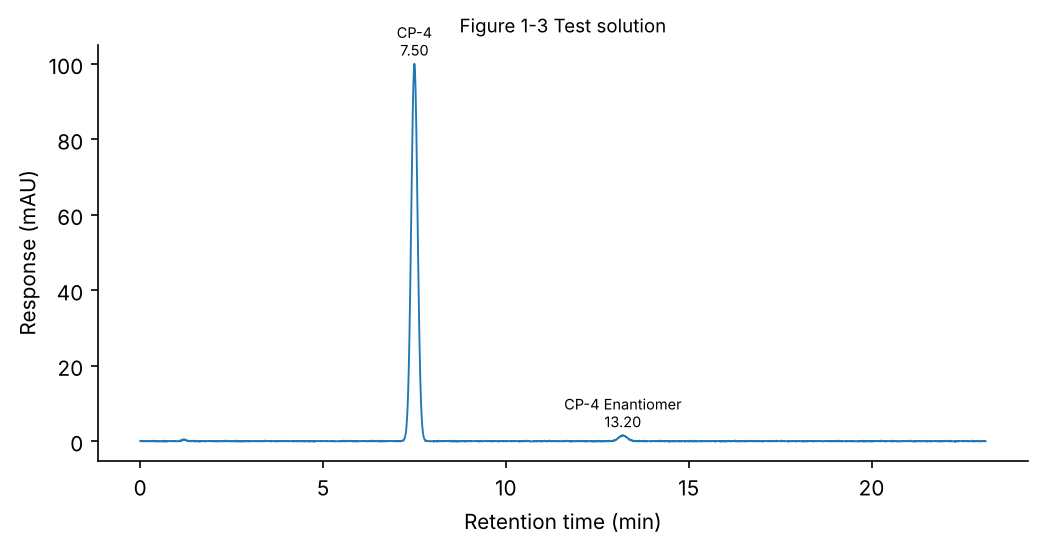 Figure 1-3 Test solution
CP-4
7.50
100
80
60
40
20
0
Response (mAU)
CP-4 Enantiomer
13.20
0
5
10
15
20
Retention time (min)